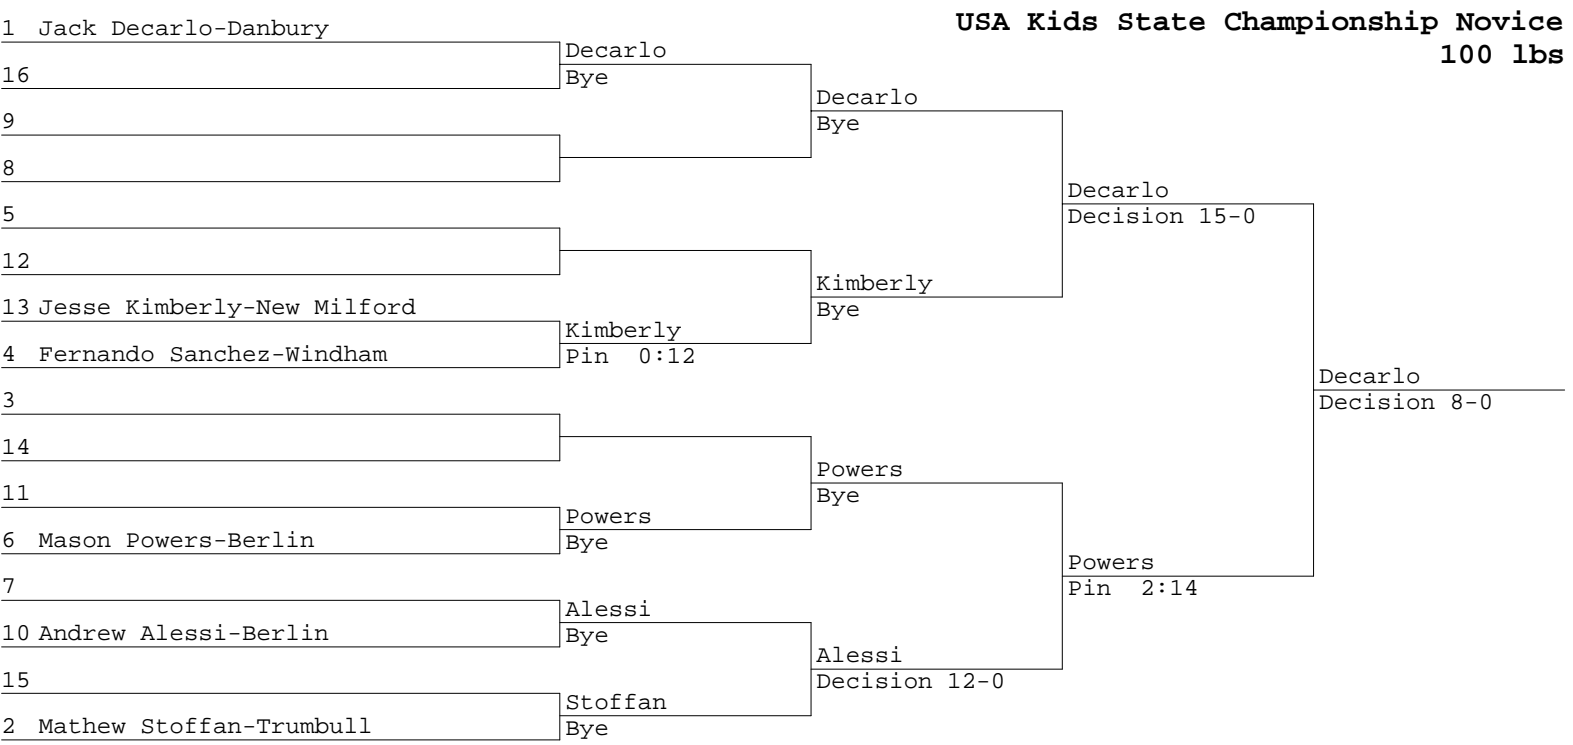 USA Kids State Championship Novice
100 lbs
1 Jack Decarlo-Danbury
16
9
8
5
12
13 Jesse Kimberly-New Milford
4 Fernando Sanchez-Windham
3
14
11
6 Mason Powers-Berlin
7
10 Andrew Alessi-Berlin
15
2 Mathew Stoffan-Trumbull
Decarlo
Bye
Kimberly
Pin 0:12
Powers
Bye
Alessi
Bye
Stoffan
Bye
Decarlo
Bye
Kimberly
Bye
Powers
Bye
Alessi
Decision 12-0
Decarlo
Decision 15-0
Powers
Pin 2:14
Decarlo
Decision 8-0